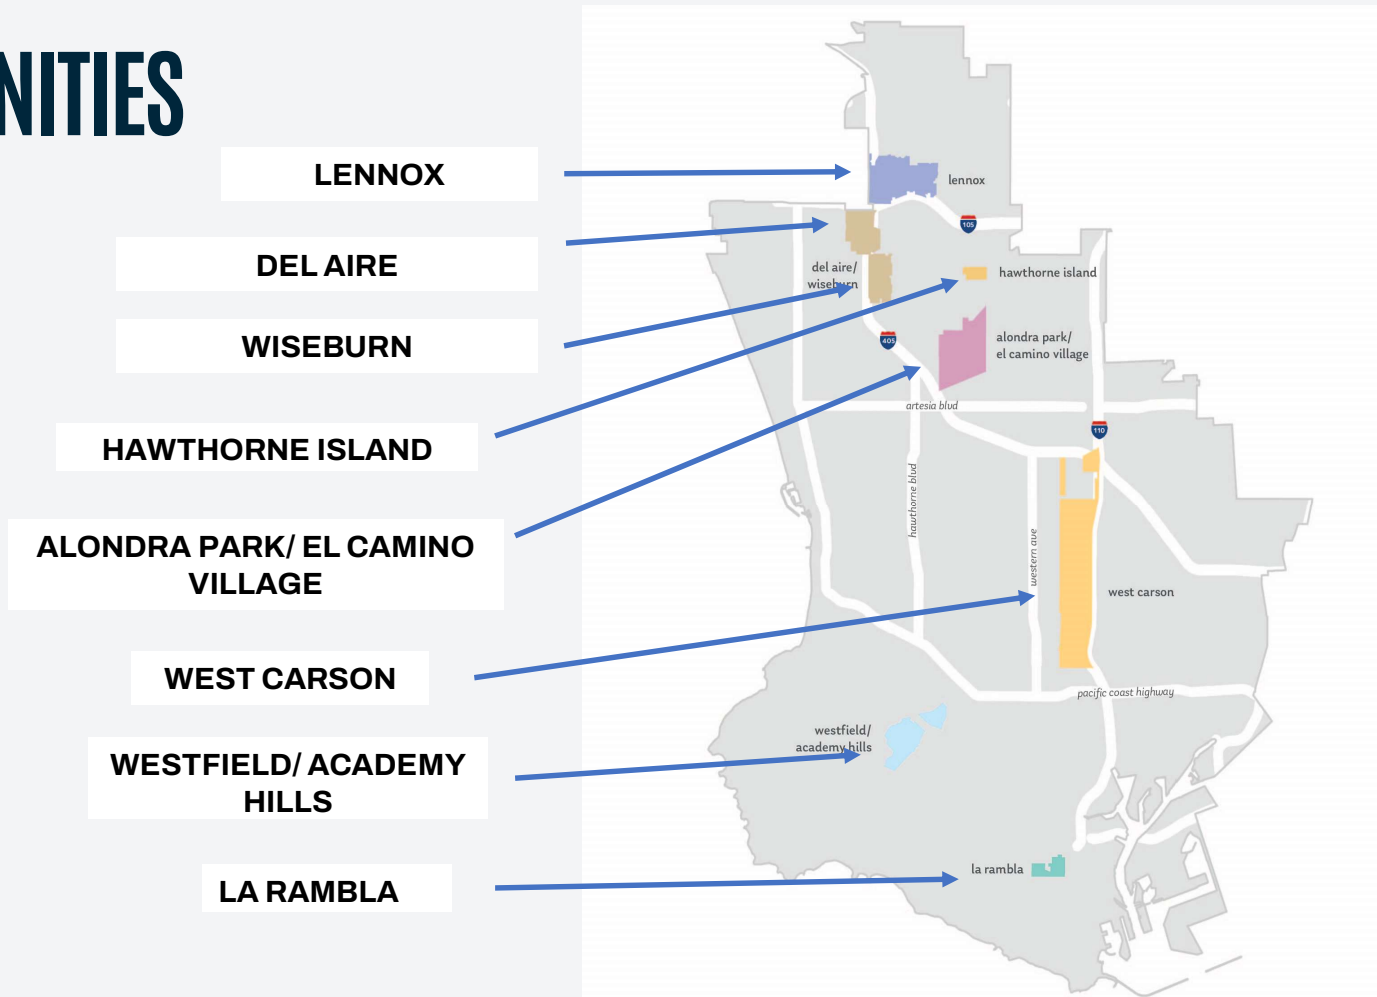 NITIES
LENNOX
DEL AIRE
WISEBURN
HAWTHORNE ISLAND
ALONDRA PARK/ EL CAMINO
VILLAGE
WEST CARSON
WESTFIELD/ ACADEMY
HILLS
LA RAMBLA
lennox
105
del aire/
wiseburn
hawthorne island
405
alondra park/
el camino village
artesia blvd
110
hawthorne blvd
western ave
west carson
pacific coast highway
westfield/
academy hills
la rambla